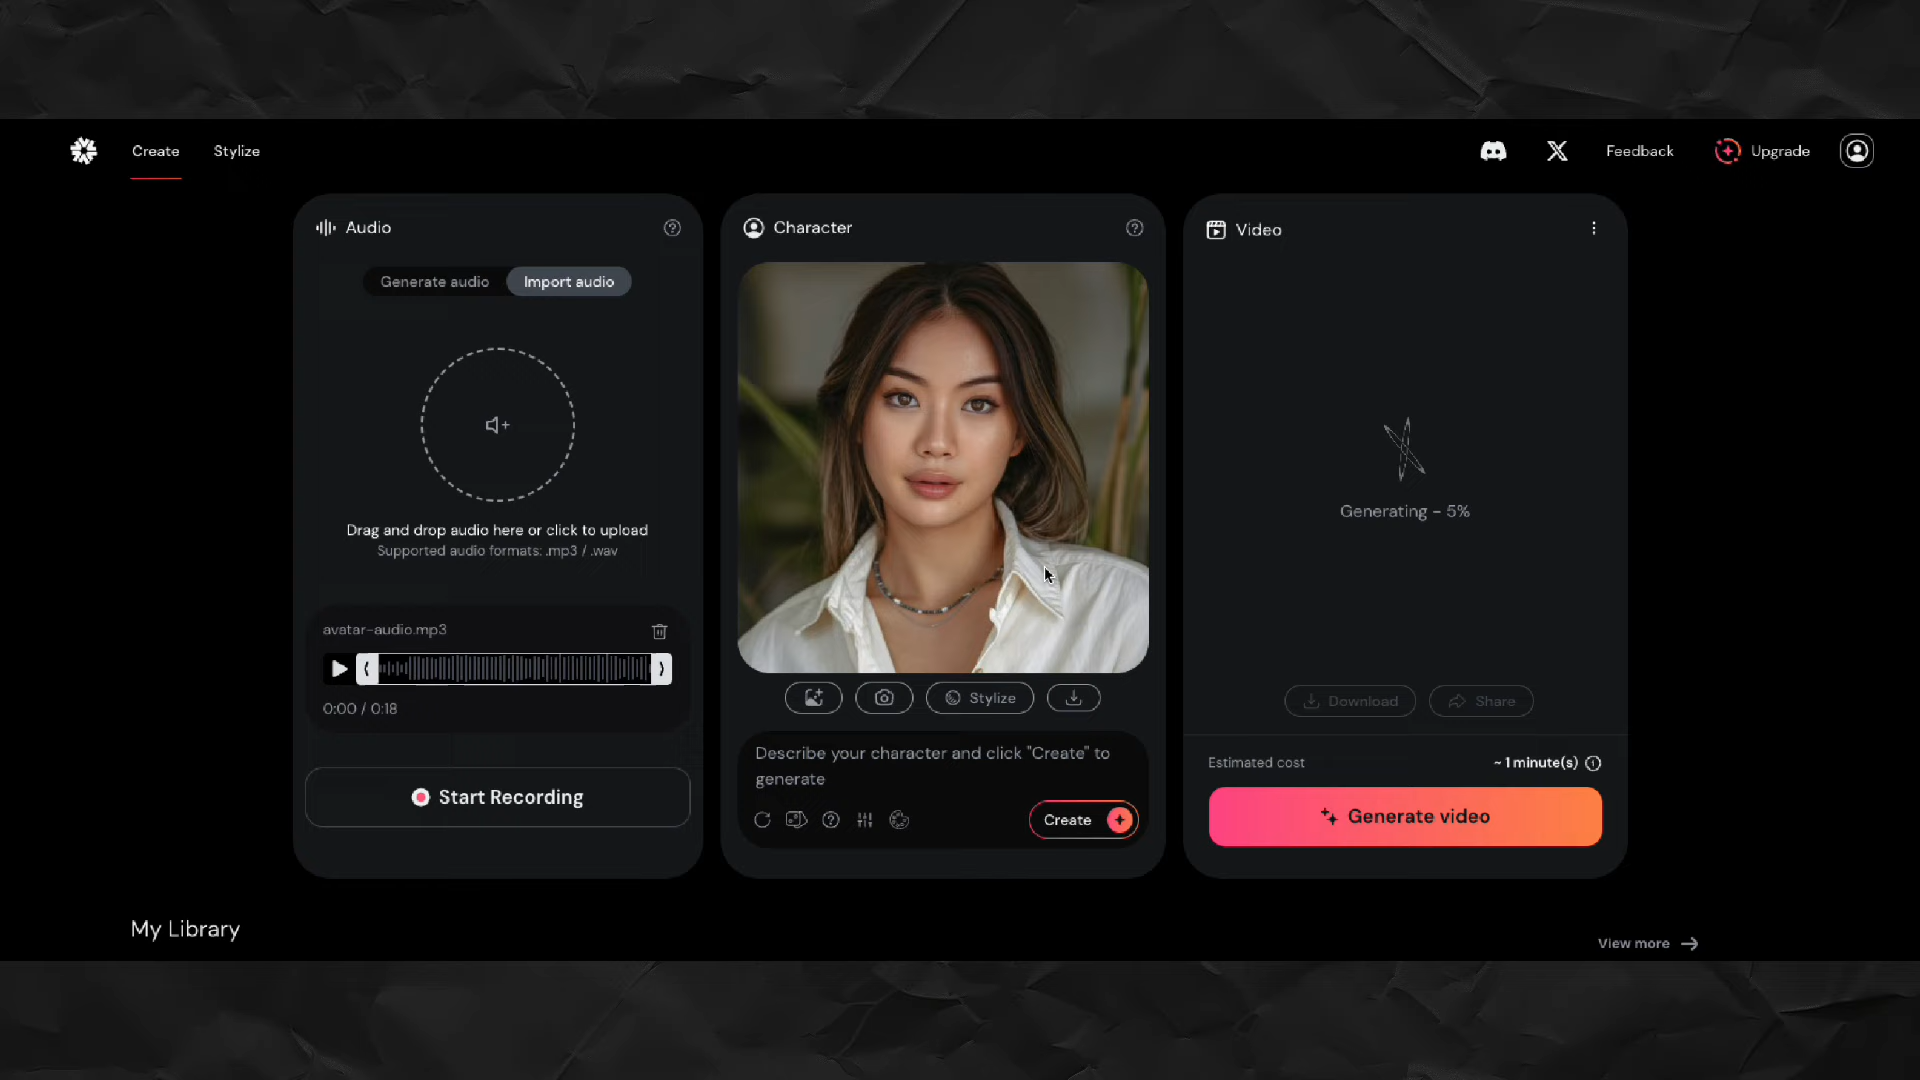 Create
Stylize
Feedback
Upgrade
Audio
Generate audio
Import audio
Drag and drop audio here or click to upload
Supported audio formats: .mp3 / .wav
avatar-audio.mp3
0:00 / 0:18
Start Recording
Character
Stylize
Describe your character and click "Create" to
generate
Create
Video
Generating - 5%
Download
Share
Estimated cost
~ 1 minute(s)
Generate video
My Library
View more